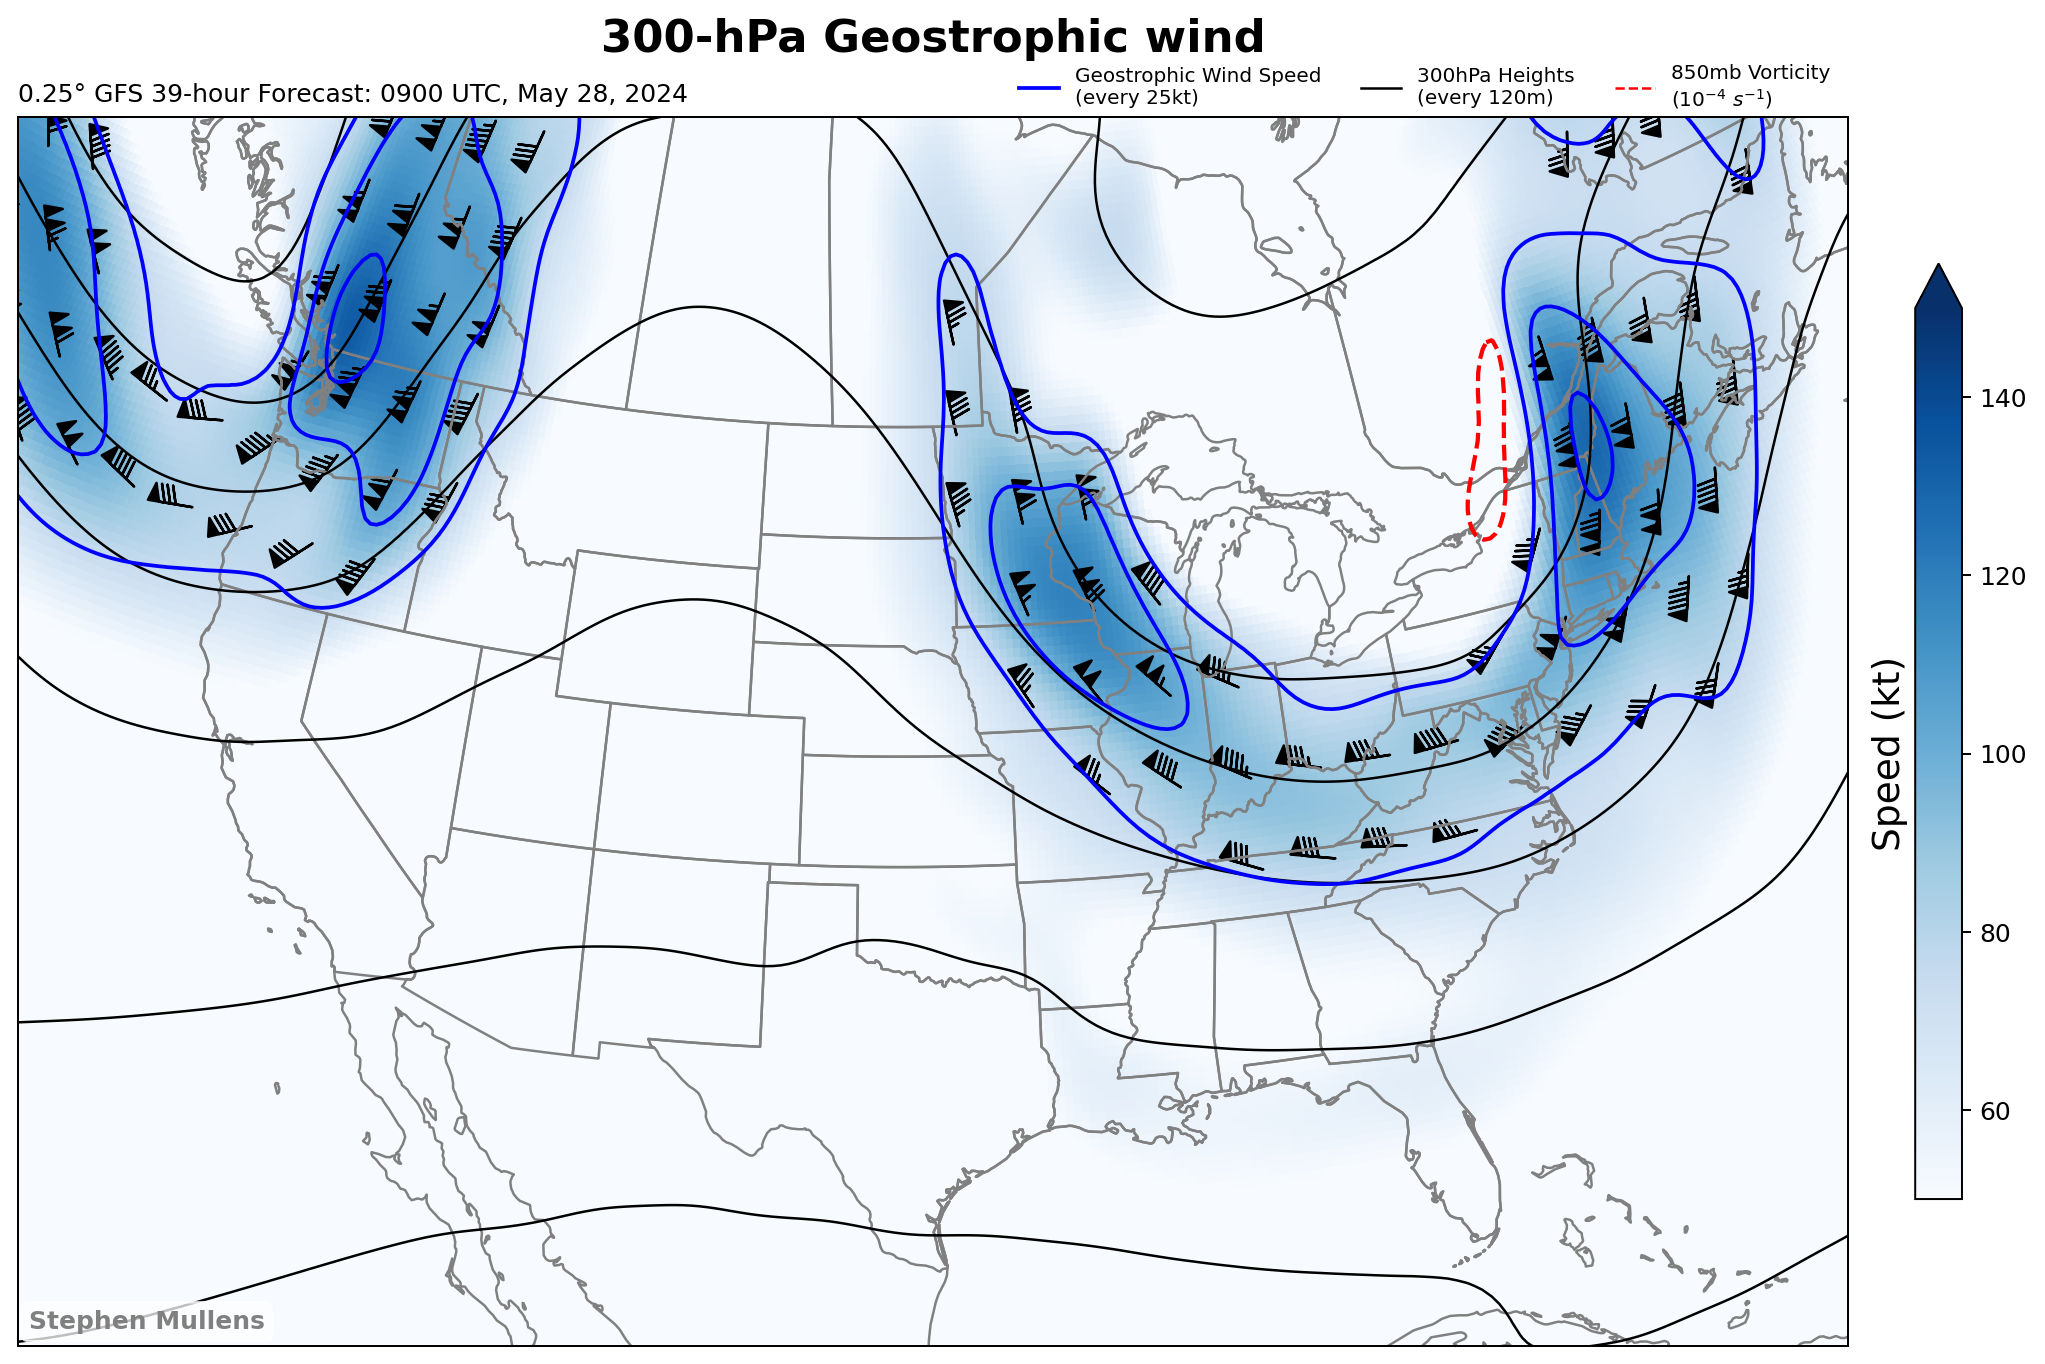 300-hPa Geostrophic wind
0.25° GFS 39-hour Forecast: 0900 UTC, May 28, 2024
Geostrophic Wind Speed
(every 25kt)
300hPa Heights
(every 120m)
850mb Vorticity
(10⁻⁴ s⁻¹)
140
120
100
80
60
Speed (kt)
Stephen Mullens